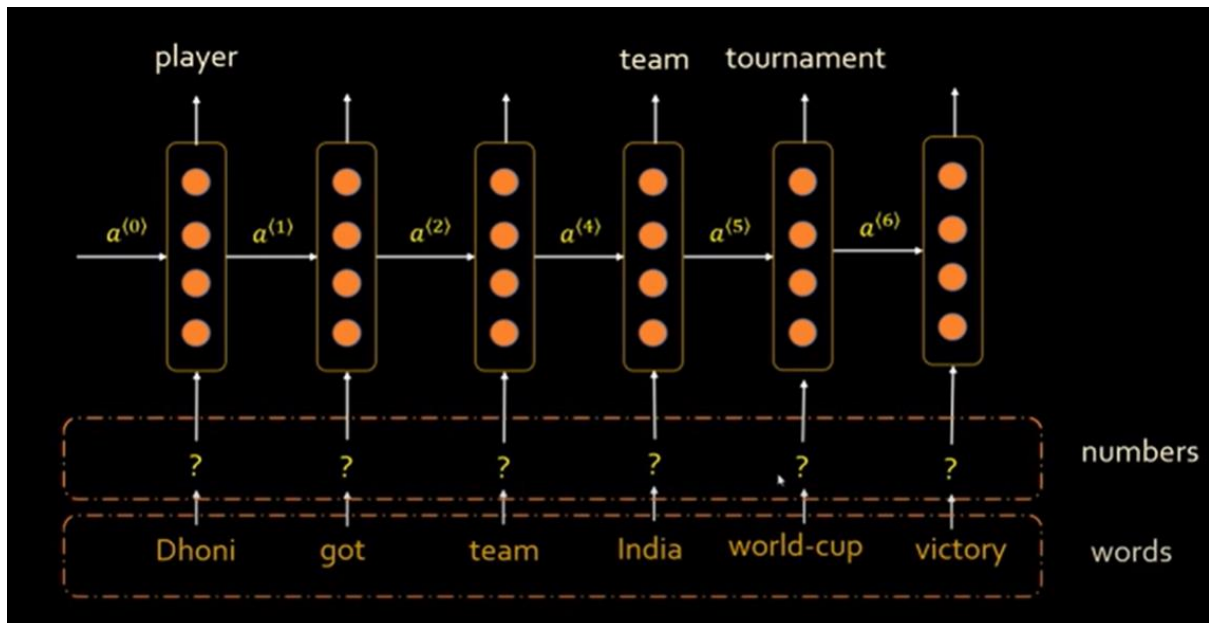 player team tournament
a⟨0⟩ a⟨1⟩ a⟨2⟩ a⟨4⟩ a⟨5⟩ a⟨6⟩
? ? ? ? ? ? numbers
Dhoni got team India world-cup victory words